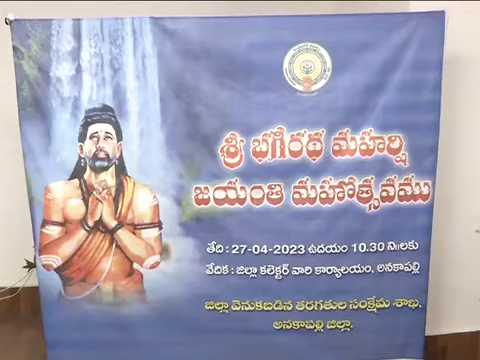 శ్రీ భగీరథ మహర్షి
జయంతి మహోత్సవము
తేది : 27-04-2023 ఉదయం 10.30 ని॥లకు
వేదిక : జిల్లా కలెక్టర్ వారి కార్యాలయం, అనకాపల్లి
జిల్లా వెనుకబడిన తరగతుల సంక్షేమ శాఖ,
అనకాపల్లి జిల్లా.